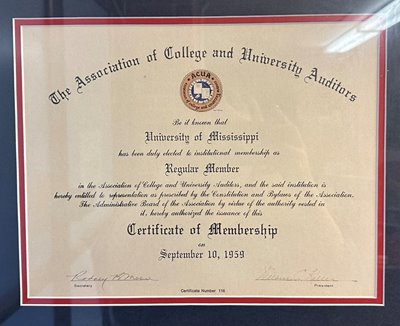 The Association of College and University Auditors
ACUA
Be it known that
University of Mississippi
has been duly elected to institutional membership as
Regular Member
in the Association of College and University Auditors, and the said institution is
hereby entitled to representation as prescribed by the Constitution and Bylaws of the Association.
The Administrative Board of the Association by virtue of the authority vested in
it, hereby authorized the issuance of this
Certificate of Membership
on
September 10, 1959
Secretary
President
Certificate Number 116